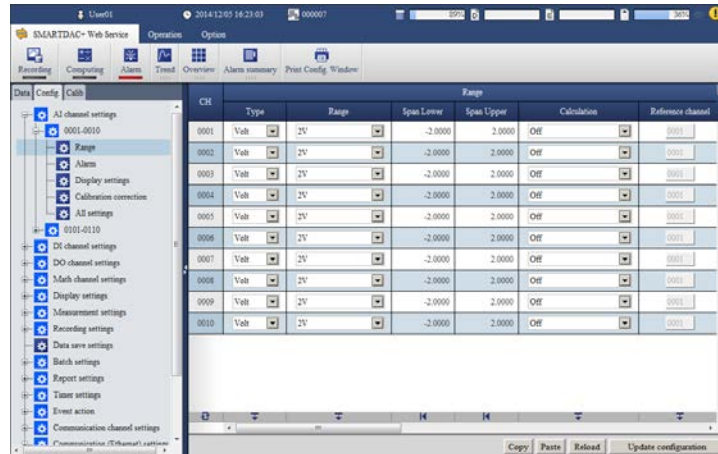 User01 2014/12/05 16:23:03 000007 89% 36%
SMARTDAC+ Web Service Operation Option
Recording Computing Alarm Trend Overview Alarm summary Print Config. Window
Data Config. Calib
AI channel settings
0001-0010
Range
Alarm
Display settings
Calibration correction
All settings
0101-0110
DI channel settings
DO channel settings
Math channel settings
Display settings
Measurement settings
Recording settings
Data save settings
Batch settings
Report settings
Timer settings
Event action
Communication channel settings
Communication (Ethernet) settings
CH Range
Type Range Span Lower Span Upper Calculation Reference channel
0001 Volt 2V -2.0000 2.0000 Off 0001
0002 Volt 2V -2.0000 2.0000 Off 0001
0003 Volt 2V -2.0000 2.0000 Off 0001
0004 Volt 2V -2.0000 2.0000 Off 0001
0005 Volt 2V -2.0000 2.0000 Off 0001
0006 Volt 2V -2.0000 2.0000 Off 0001
0007 Volt 2V -2.0000 2.0000 Off 0001
0008 Volt 2V -2.0000 2.0000 Off 0001
0009 Volt 2V -2.0000 2.0000 Off 0001
0010 Volt 2V -2.0000 2.0000 Off 0001
Copy Paste Reload Update configuration